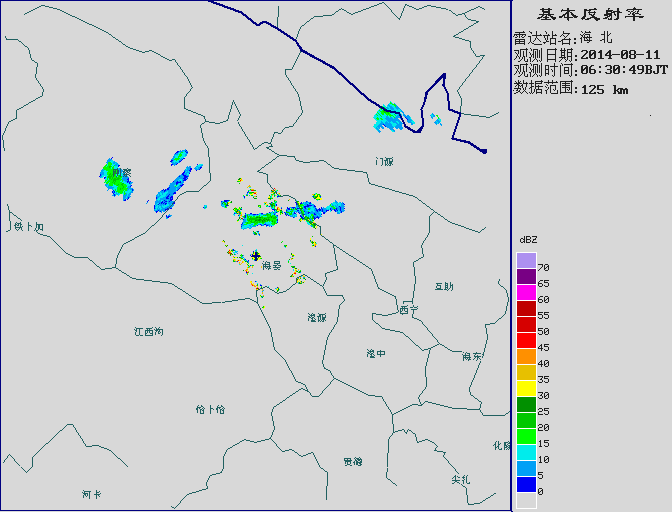 基本反射率
雷达站名:海 北
观测日期:2014-08-11
观测时间:06:30:49BJT
数据范围:125 km
门源
刚察
铁卜加
海晏
互助
西宁
湟源
江西沟
湟中
海东
恰卜恰
化隆
贵德
尖扎
河卡
dBZ
70
65
60
55
50
45
40
35
30
25
20
15
10
5
0